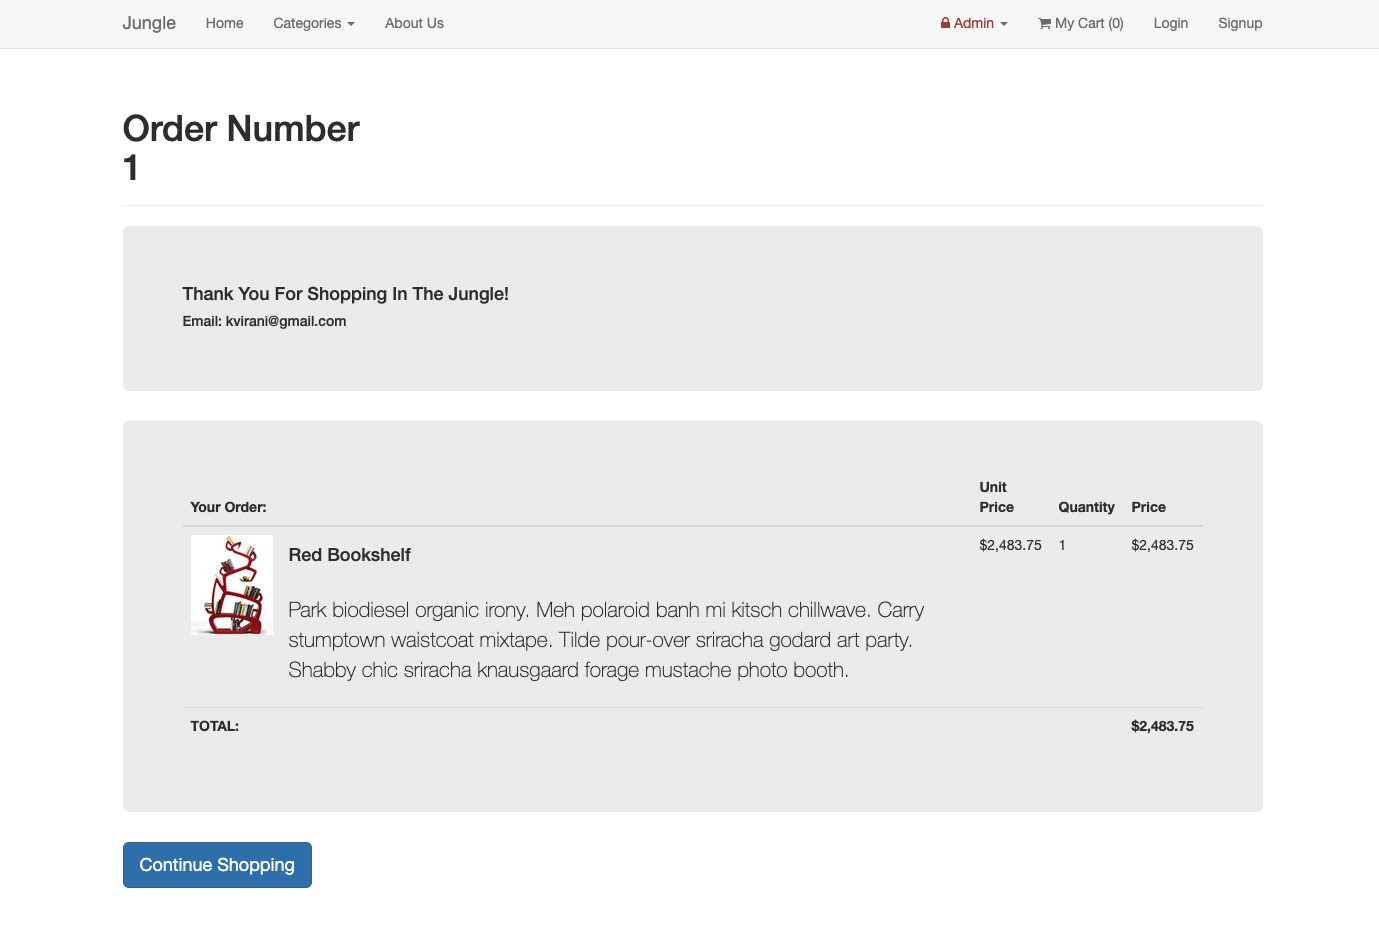 Jungle Home Categories About Us Admin My Cart (0) Login Signup
Order Number
1
Thank You For Shopping In The Jungle!
Email: kvirani@gmail.com
Your Order: Unit Price Quantity Price
Red Bookshelf $2,483.75 1 $2,483.75
Park biodiesel organic irony. Meh polaroid banh mi kitsch chillwave. Carry
stumptown waistcoat mixtape. Tilde pour-over sriracha godard art party.
Shabby chic sriracha knausgaard forage mustache photo booth.
TOTAL: $2,483.75
Continue Shopping